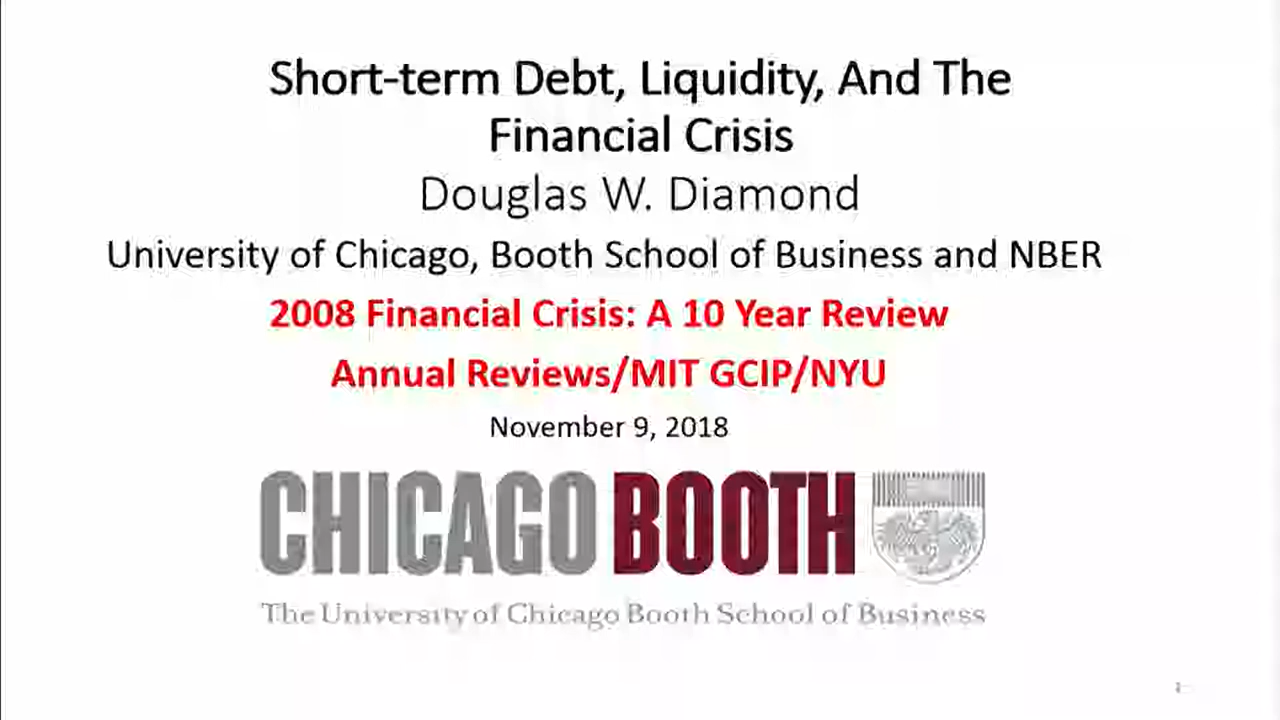 Short-term Debt, Liquidity, And The
Financial Crisis
Douglas W. Diamond
University of Chicago, Booth School of Business and NBER
2008 Financial Crisis: A 10 Year Review
Annual Reviews/MIT GCIP/NYU
November 9, 2018
CHICAGO BOOTH
The University of Chicago Booth School of Business